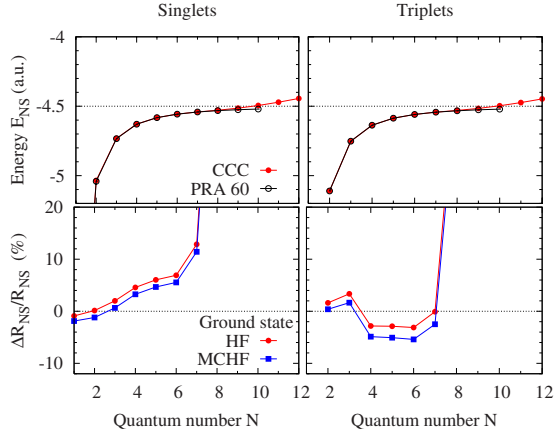 Singlets Triplets
Energy E_NS (a.u.)
-4
-4.5
-5
CCC
PRA 60
ΔR_NS/R_NS (%)
20
10
0
-10
Ground state
HF
MCHF
2 4 6 8 10 12 2 4 6 8 10 12
Quantum number N Quantum number N